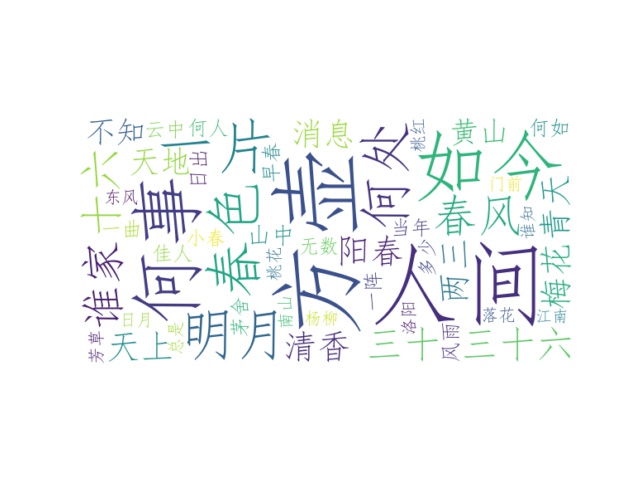 不知
云中
何人
一片
消息
何处
桃红
黄山
何如
十六
天地
日出
早春
方壶
如今
门前
东风
何事
春色
春风
谁知
青天
一曲
小春
亡中
无数
当年
谁家
佳人
桃花
阳春
一阵
多少
两三
人间
梅花
日月
总是
茅舍
南山
杨柳
洛阳
风雨
落花
江南
芳草
天上
明月
清香
三十
三十六